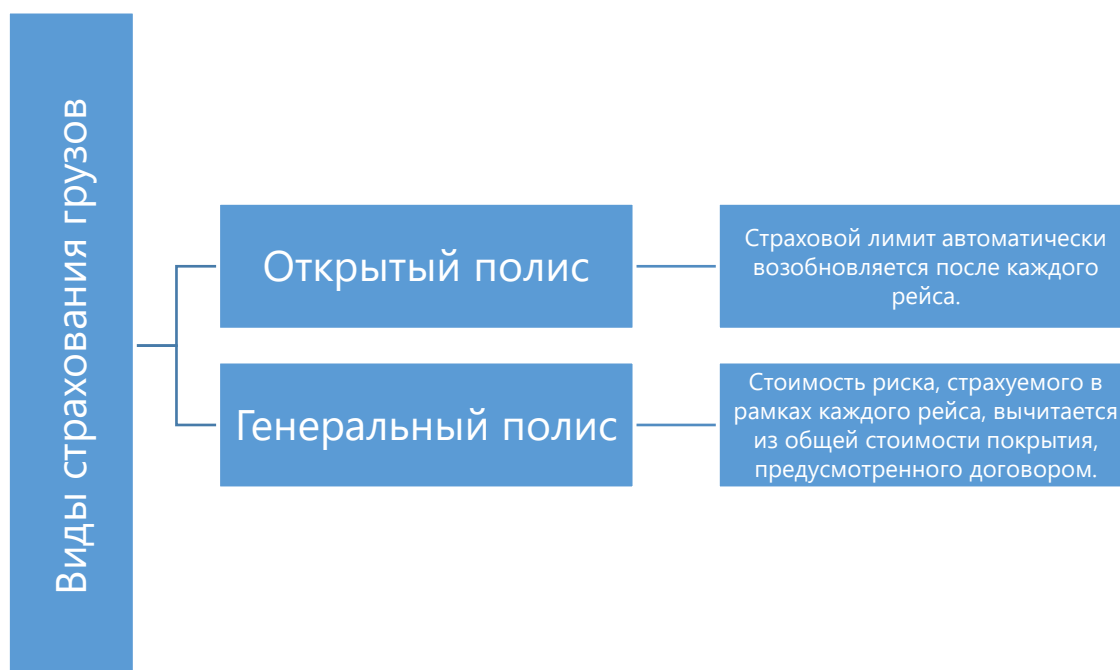 Виды страхования грузов
Открытый полис
Страховой лимит автоматически
возобновляется после каждого
рейса.
Генеральный полис
Стоимость риска, страхуемого в
рамках каждого рейса, вычитается
из общей стоимости покрытия,
предусмотренного договором.